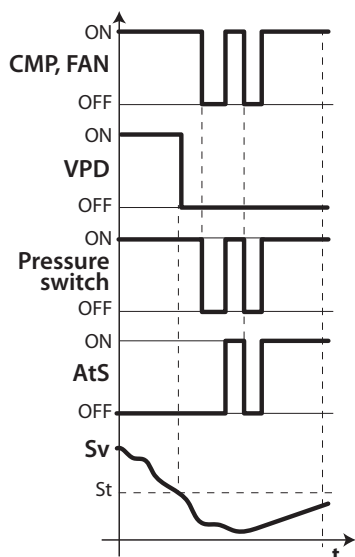 ON
CMP, FAN
OFF
ON
VPD
OFF
ON
Pressure
switch
OFF
ON
AtS
OFF
Sv
St
t